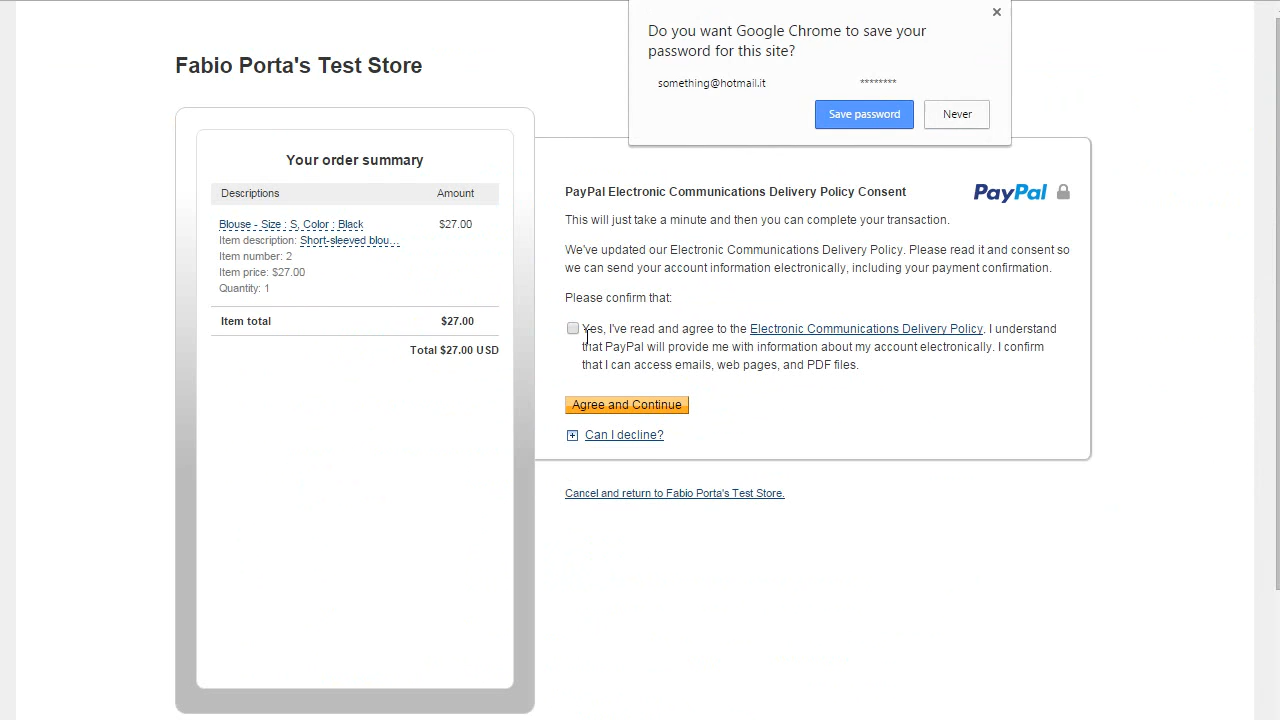 Do you want Google Chrome to save your
password for this site?
something@hotmail.it ********
Save password Never
Fabio Porta's Test Store
Your order summary
Descriptions Amount
Blouse - Size : S, Color : Black $27.00
Item description: Short-sleeved blou...
Item number: 2
Item price: $27.00
Quantity: 1
Item total $27.00
Total $27.00 USD
PayPal Electronic Communications Delivery Policy Consent PayPal
This will just take a minute and then you can complete your transaction.
We've updated our Electronic Communications Delivery Policy. Please read it and consent so
we can send your account information electronically, including your payment confirmation.
Please confirm that:
Yes, I've read and agree to the Electronic Communications Delivery Policy. I understand
that PayPal will provide me with information about my account electronically. I confirm
that I can access emails, web pages, and PDF files.
Agree and Continue
Can I decline?
Cancel and return to Fabio Porta's Test Store.